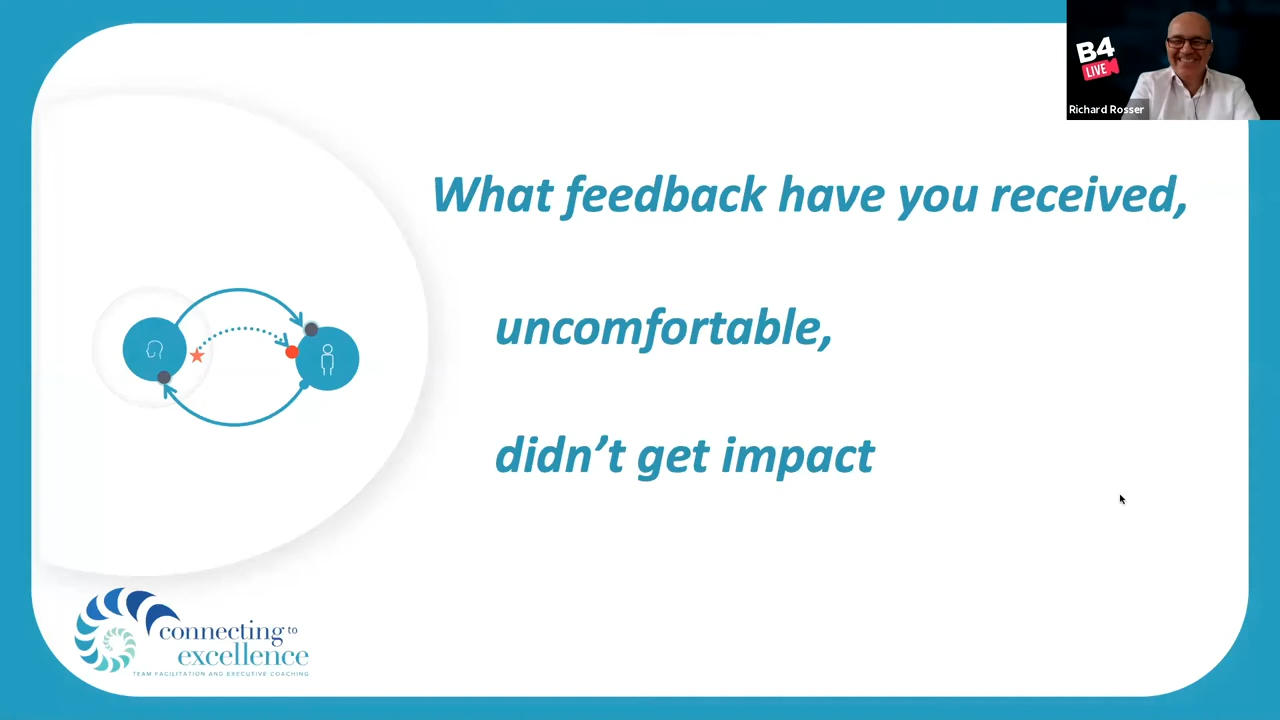 B4
LIVE
Richard Rosser
What feedback have you received,
uncomfortable,
didn’t get impact
connecting to
excellence
TEAM FACILITATION AND EXECUTIVE COACHING